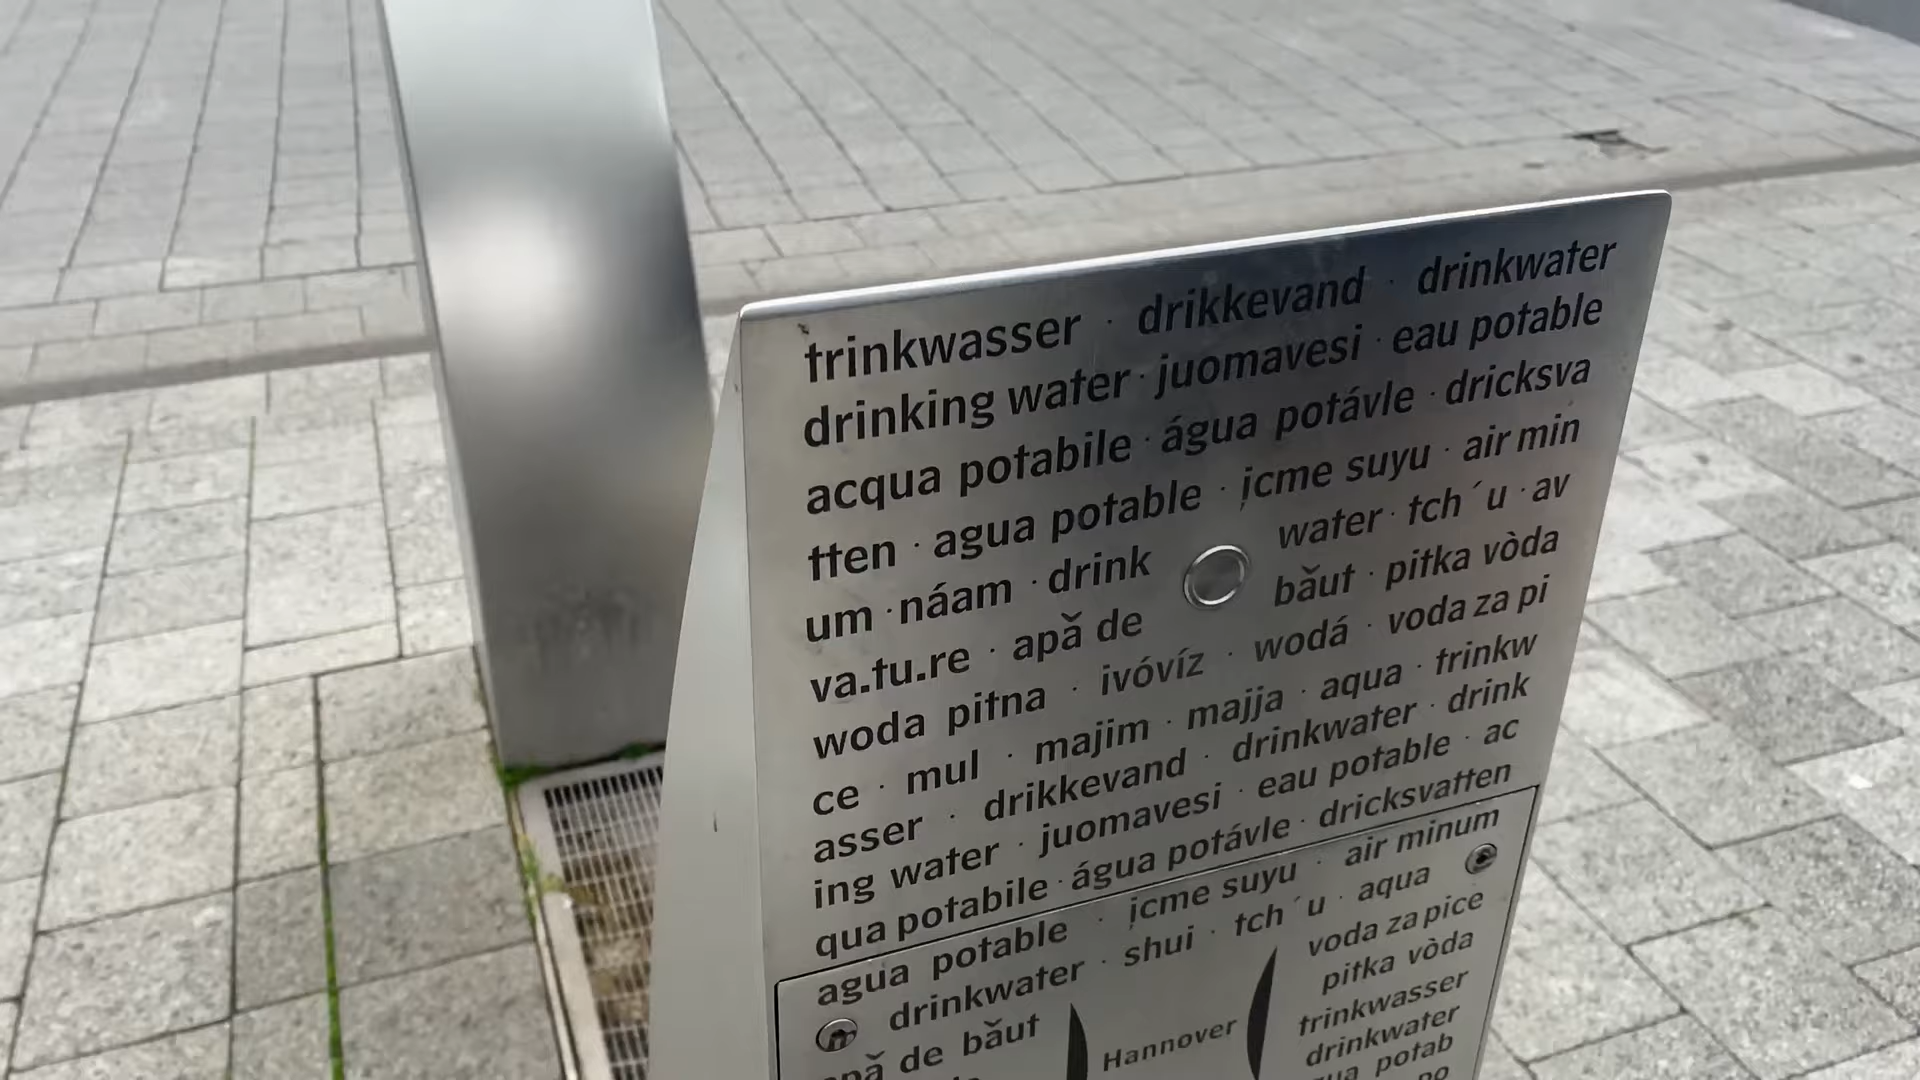 trinkwasser · drikkevand · drinkwater
drinking water · juomavesi · eau potable
acqua potabile · água potávle · dricksva
tten · agua potable · içme suyu · air min
um · náam · drink water · tch´u · av
va.tu.re · apă de băut · pitka vòda
woda pitna · ivóvíz · wodá · voda za pi
ce · mul · majim · majja · aqua · trinkw
asser · drikkevand · drinkwater · drink
ing water · juomavesi · eau potable · ac
qua potabile · água potávle · dricksvatten
agua potable · içme suyu · air minum
drinkwater · shui · tch´u · aqua
apă de băut
voda za pice
pitka vòda
Hannover
trinkwasser
drinkwater
potab